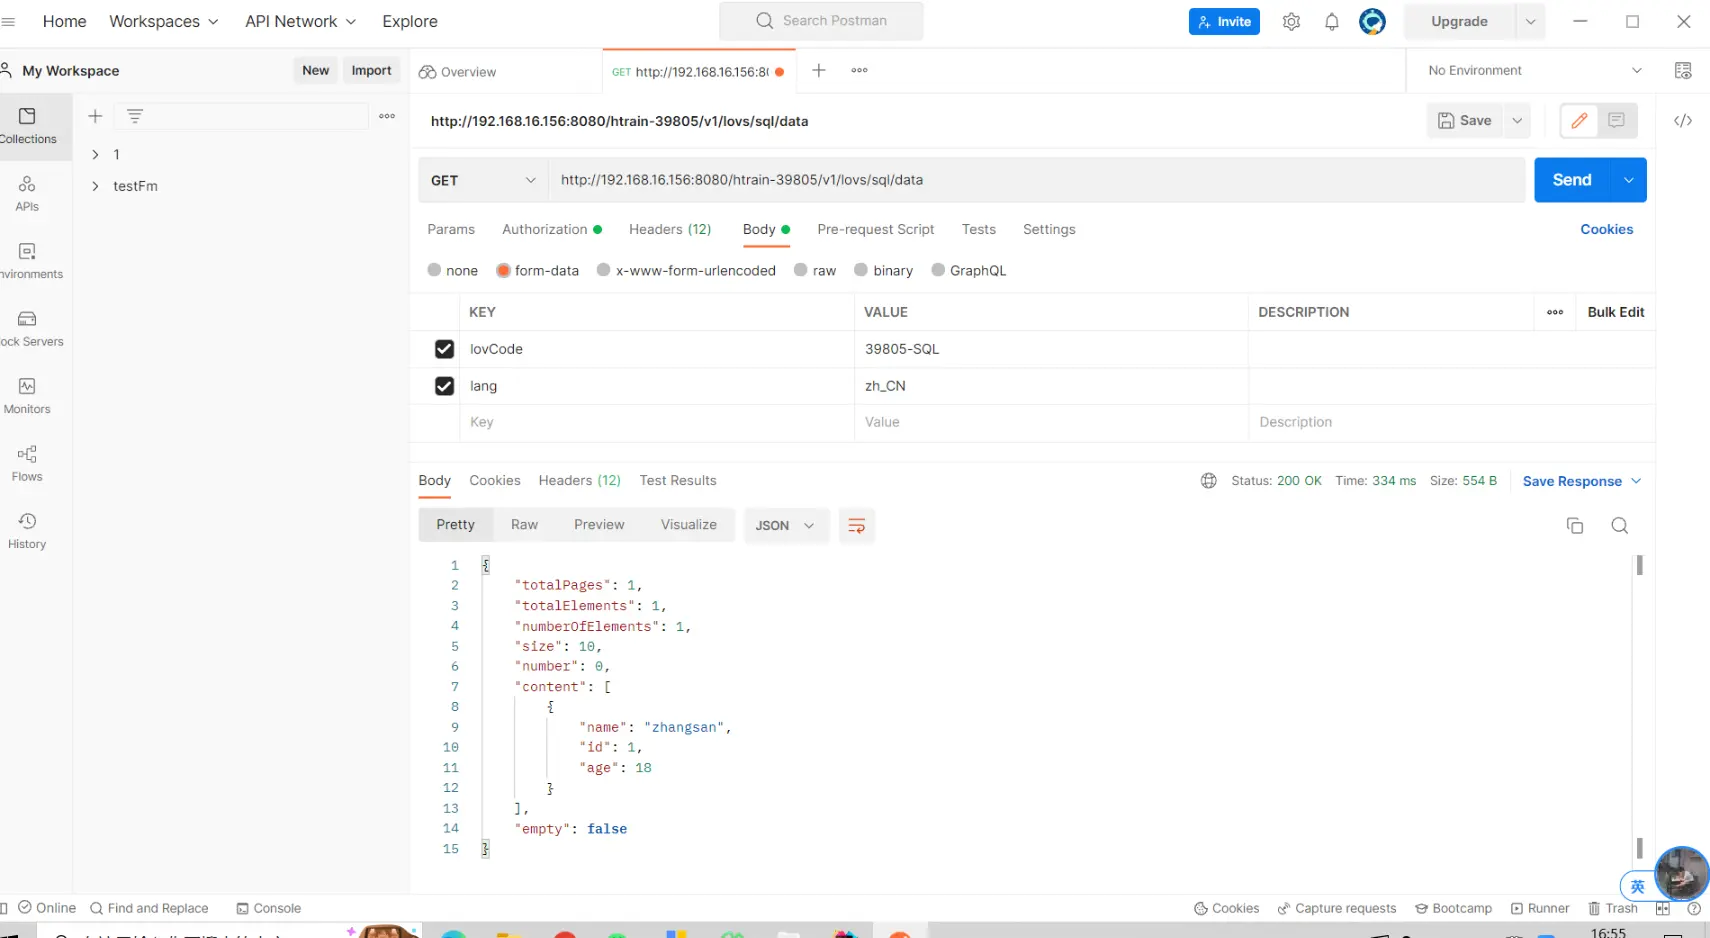 Home Workspaces API Network Explore Search Postman Invite Upgrade
My Workspace New Import Overview GET http://192.168.16.156:8 No Environment
http://192.168.16.156:8080/htrain-39805/v1/lovs/sql/data Save
Collections
1
testFm
APIs
nvironments
ock Servers
Monitors
Flows
History
GET http://192.168.16.156:8080/htrain-39805/v1/lovs/sql/data Send
Params Authorization Headers (12) Body Pre-request Script Tests Settings Cookies
none form-data x-www-form-urlencoded raw binary GraphQL
KEY VALUE DESCRIPTION Bulk Edit
lovCode 39805-SQL
lang zh_CN
Key Value Description
Body Cookies Headers (12) Test Results Status: 200 OK Time: 334 ms Size: 554 B Save Response
Pretty Raw Preview Visualize JSON
1 {
2 "totalPages": 1,
3 "totalElements": 1,
4 "numberOfElements": 1,
5 "size": 10,
6 "number": 0,
7 "content": [
8 {
9 "name": "zhangsan",
10 "id": 1,
11 "age": 18
12 }
13 ],
14 "empty": false
15 }
英
Online Find and Replace Console Cookies Capture requests Bootcamp Runner Trash
16:55